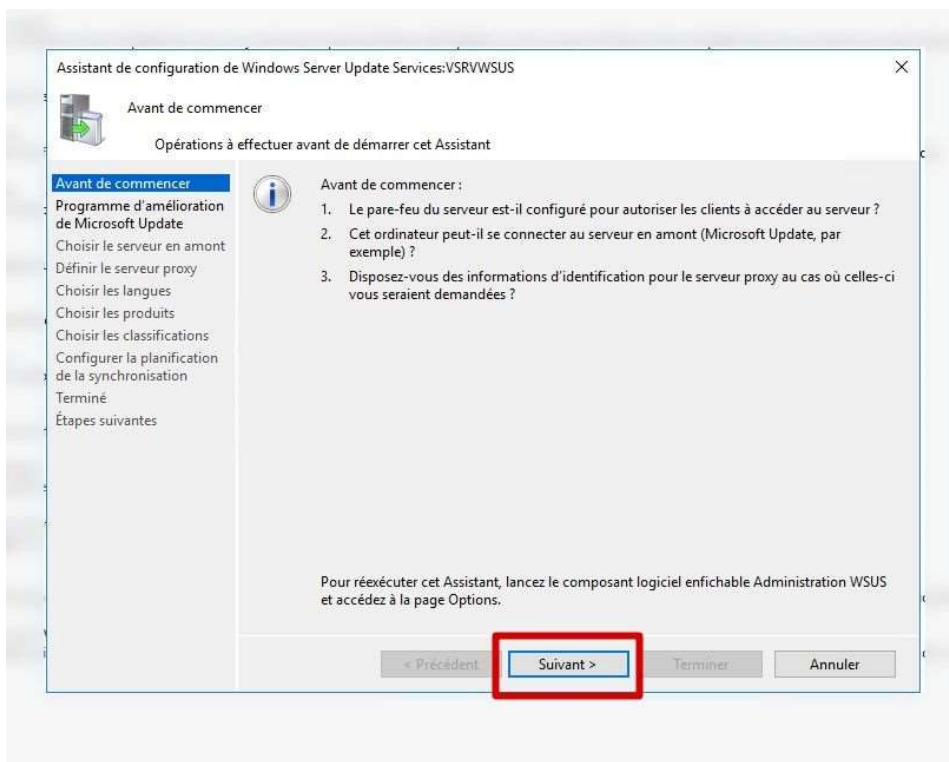 Assistant de configuration de Windows Server Update Services:VSRVWSUS
Avant de commencer
Opérations à effectuer avant de démarrer cet Assistant
Avant de commencer
Programme d'amélioration
de Microsoft Update
Choisir le serveur en amont
Définir le serveur proxy
Choisir les langues
Choisir les produits
Choisir les classifications
Configurer la planification
de la synchronisation
Terminé
Étapes suivantes
Avant de commencer :
1. Le pare-feu du serveur est-il configuré pour autoriser les clients à accéder au serveur ?
2. Cet ordinateur peut-il se connecter au serveur en amont (Microsoft Update, par
exemple) ?
3. Disposez-vous des informations d'identification pour le serveur proxy au cas où celles-ci
vous seraient demandées ?
Pour réexécuter cet Assistant, lancez le composant logiciel enfichable Administration WSUS
et accédez à la page Options.
< Précédent Suivant > Terminer Annuler